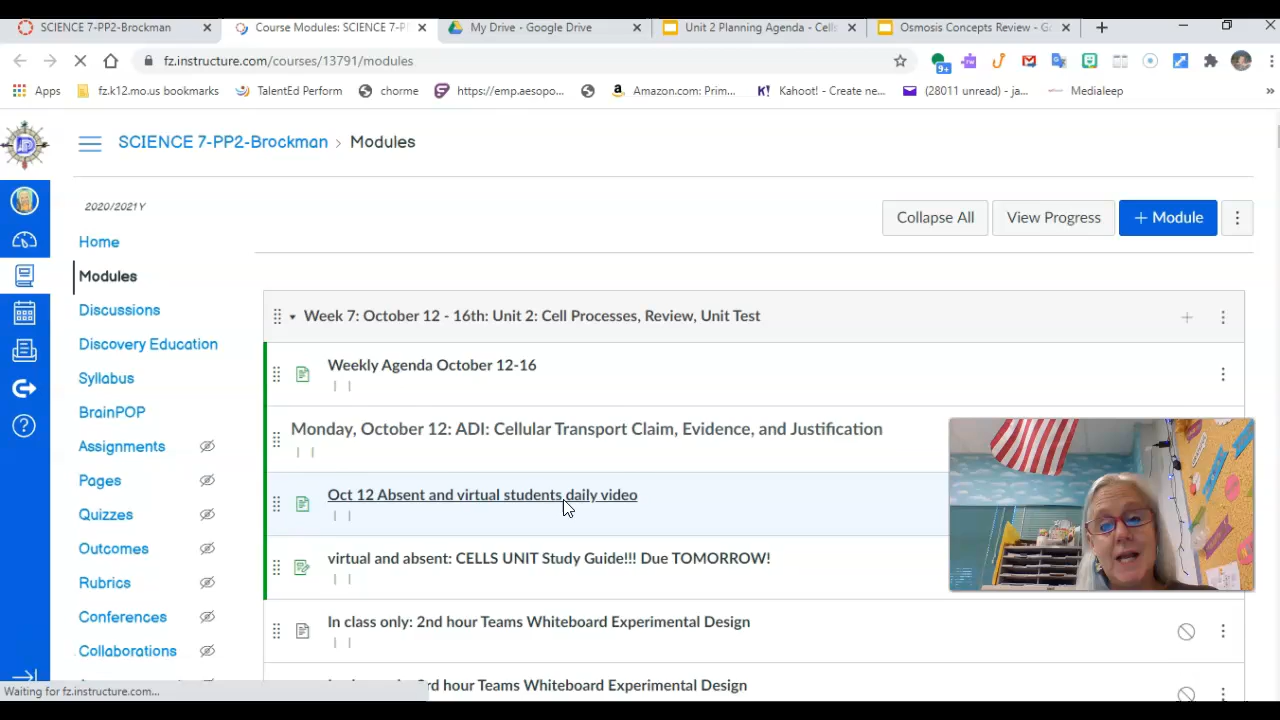 SCIENCE 7-PP2-Brockman
Course Modules: SCIENCE 7-P
My Drive - Google Drive
Unit 2 Planning Agenda - Cells
Osmosis Concepts Review - Go
fz.instructure.com/courses/13791/modules
9+
Apps
fz.k12.mo.us bookmarks
TalentEd Perform
chorme
https://emp.aesopo...
Amazon.com: Prim...
K! Kahoot! - Create ne...
(28011 unread) - ja...
Medialeep
»
SCIENCE 7-PP2-Brockman › Modules
2020/2021Y
Collapse All
View Progress
+ Module
Home
Modules
Discussions
Discovery Education
Syllabus
BrainPOP
Assignments
Pages
Quizzes
Outcomes
Rubrics
Conferences
Collaborations
Week 7: October 12 - 16th: Unit 2: Cell Processes, Review, Unit Test
Weekly Agenda October 12-16
Monday, October 12: ADI: Cellular Transport Claim, Evidence, and Justification
Oct 12 Absent and virtual students daily video
virtual and absent: CELLS UNIT Study Guide!!! Due TOMORROW!
In class only: 2nd hour Teams Whiteboard Experimental Design
rd hour Teams Whiteboard Experimental Design
Waiting for fz.instructure.com...